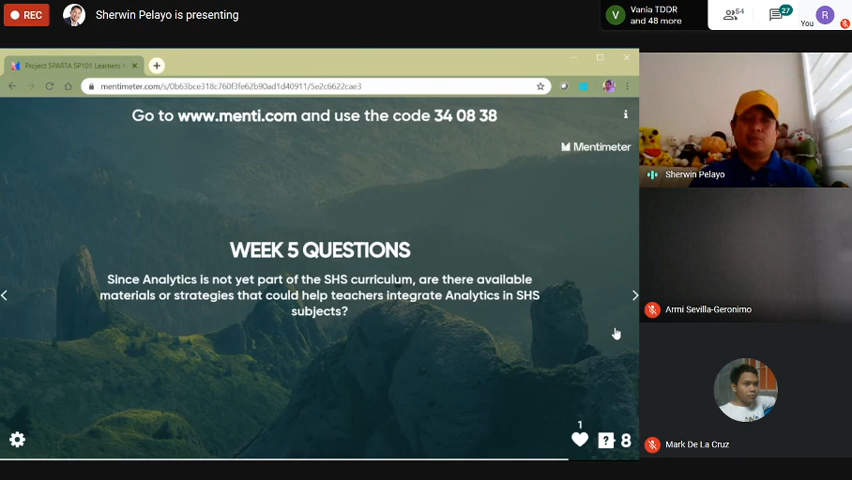 REC
Sherwin Pelayo is presenting
V
Vania TDDR
and 48 more
54
27
You
R
Project SPARTA SP101 Learners
mentimeter.com/s/0b63bce318c760f3fe62b90ad1d40911/5e2c6622cae3
Go to www.menti.com and use the code 34 08 38
Mentimeter
WEEK 5 QUESTIONS
Since Analytics is not yet part of the SHS curriculum, are there available
materials or strategies that could help teachers integrate Analytics in SHS
subjects?
1
? 8
Sherwin Pelayo
Armi Sevilla-Geronimo
Mark De La Cruz